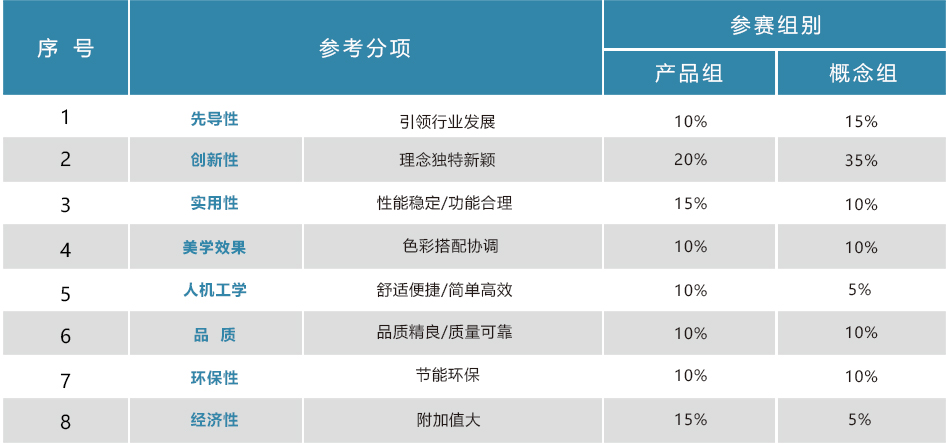 序 号 参考分项 参赛组别
产品组 概念组
1 先导性 引领行业发展 10% 15%
2 创新性 理念独特新颖 20% 35%
3 实用性 性能稳定/功能合理 15% 10%
4 美学效果 色彩搭配协调 10% 10%
5 人机工学 舒适便捷/简单高效 10% 5%
6 品 质 品质精良/质量可靠 10% 10%
7 环保性 节能环保 10% 10%
8 经济性 附加值大 15% 5%